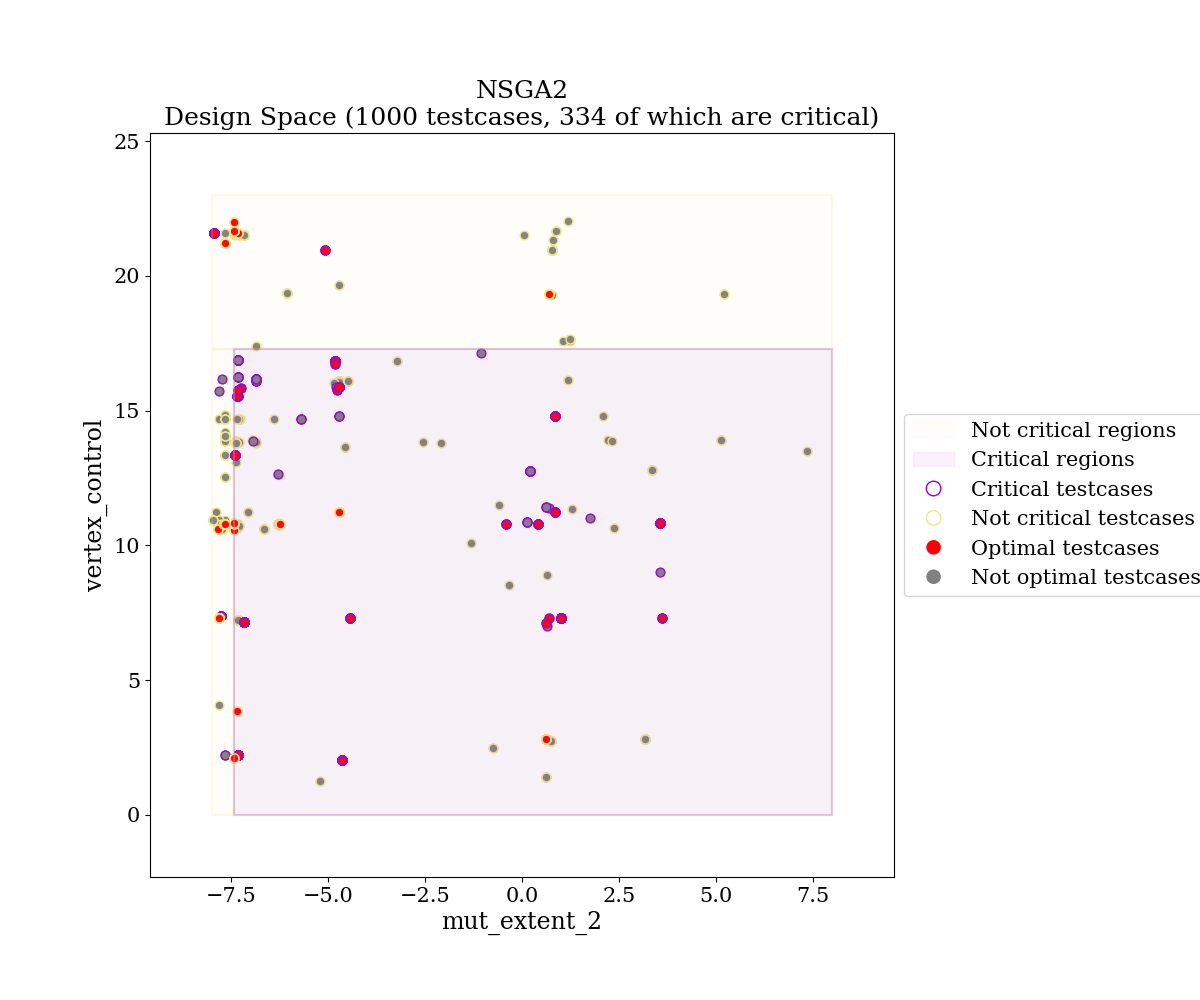 NSGA2
Design Space (1000 testcases, 334 of which are critical)
25
20
15
10
5
0
vertex_control
−7.5
−5.0
−2.5
0.0
2.5
5.0
7.5
mut_extent_2
Not critical regions
Critical regions
Critical testcases
Not critical testcases
Optimal testcases
Not optimal testcases